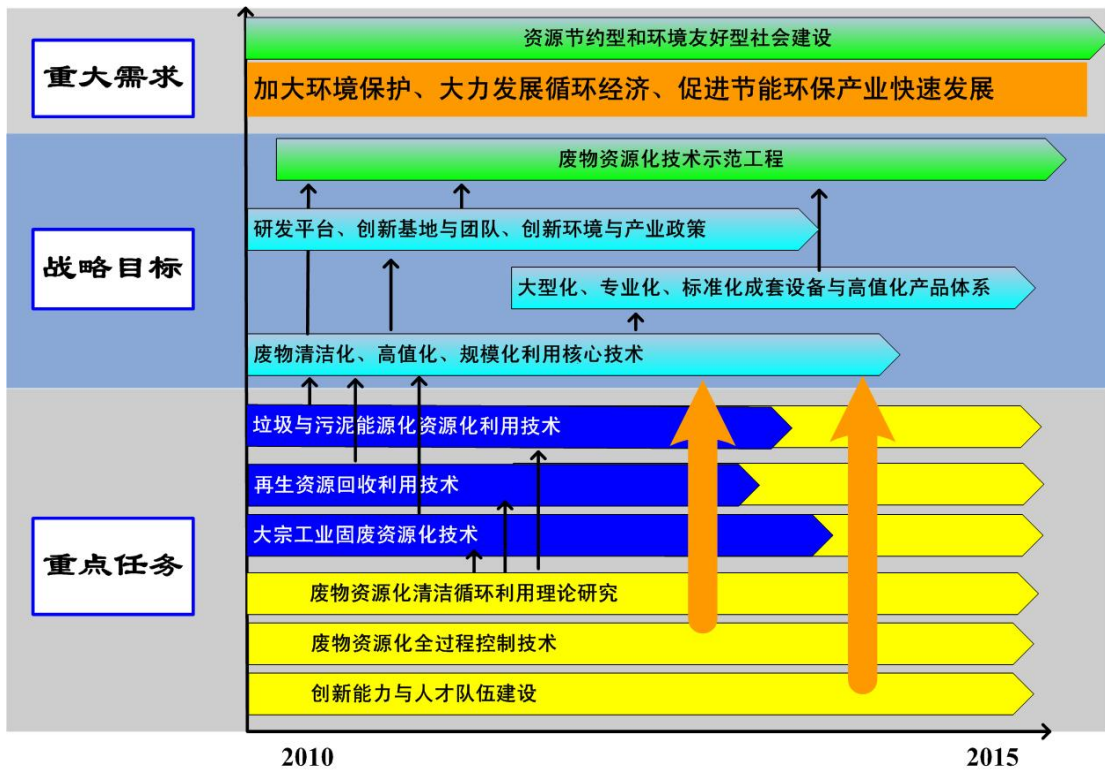 重大需求
资源节约型和环境友好型社会建设
加大环境保护、大力发展循环经济、促进节能环保产业快速发展
战略目标
废物资源化技术示范工程
研发平台、创新基地与团队、创新环境与产业政策
大型化、专业化、标准化成套设备与高值化产品体系
废物清洁化、高值化、规模化利用核心技术
重点任务
垃圾与污泥能源化资源化利用技术
再生资源回收利用技术
大宗工业固废资源化技术
废物资源化清洁循环利用理论研究
废物资源化全过程控制技术
创新能力与人才队伍建设
2010
2015